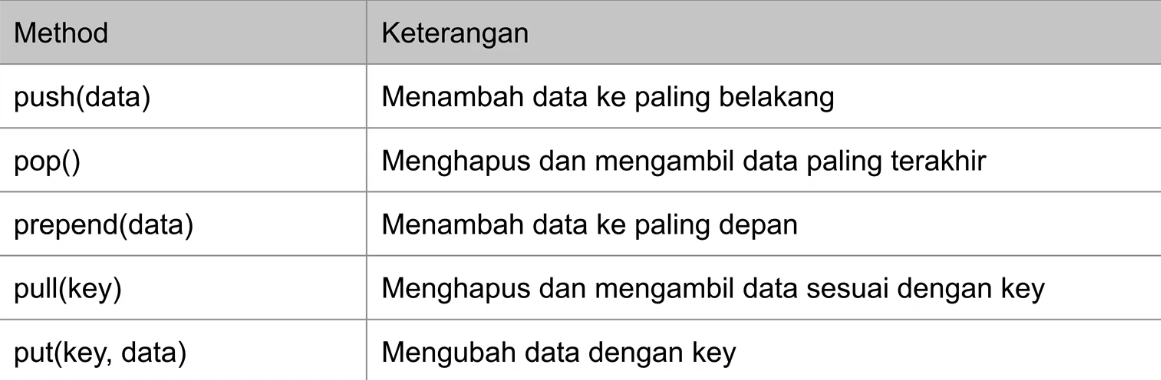 Method Keterangan
push(data) Menambah data ke paling belakang
pop() Menghapus dan mengambil data paling terakhir
prepend(data) Menambah data ke paling depan
pull(key) Menghapus dan mengambil data sesuai dengan key
put(key, data) Mengubah data dengan key